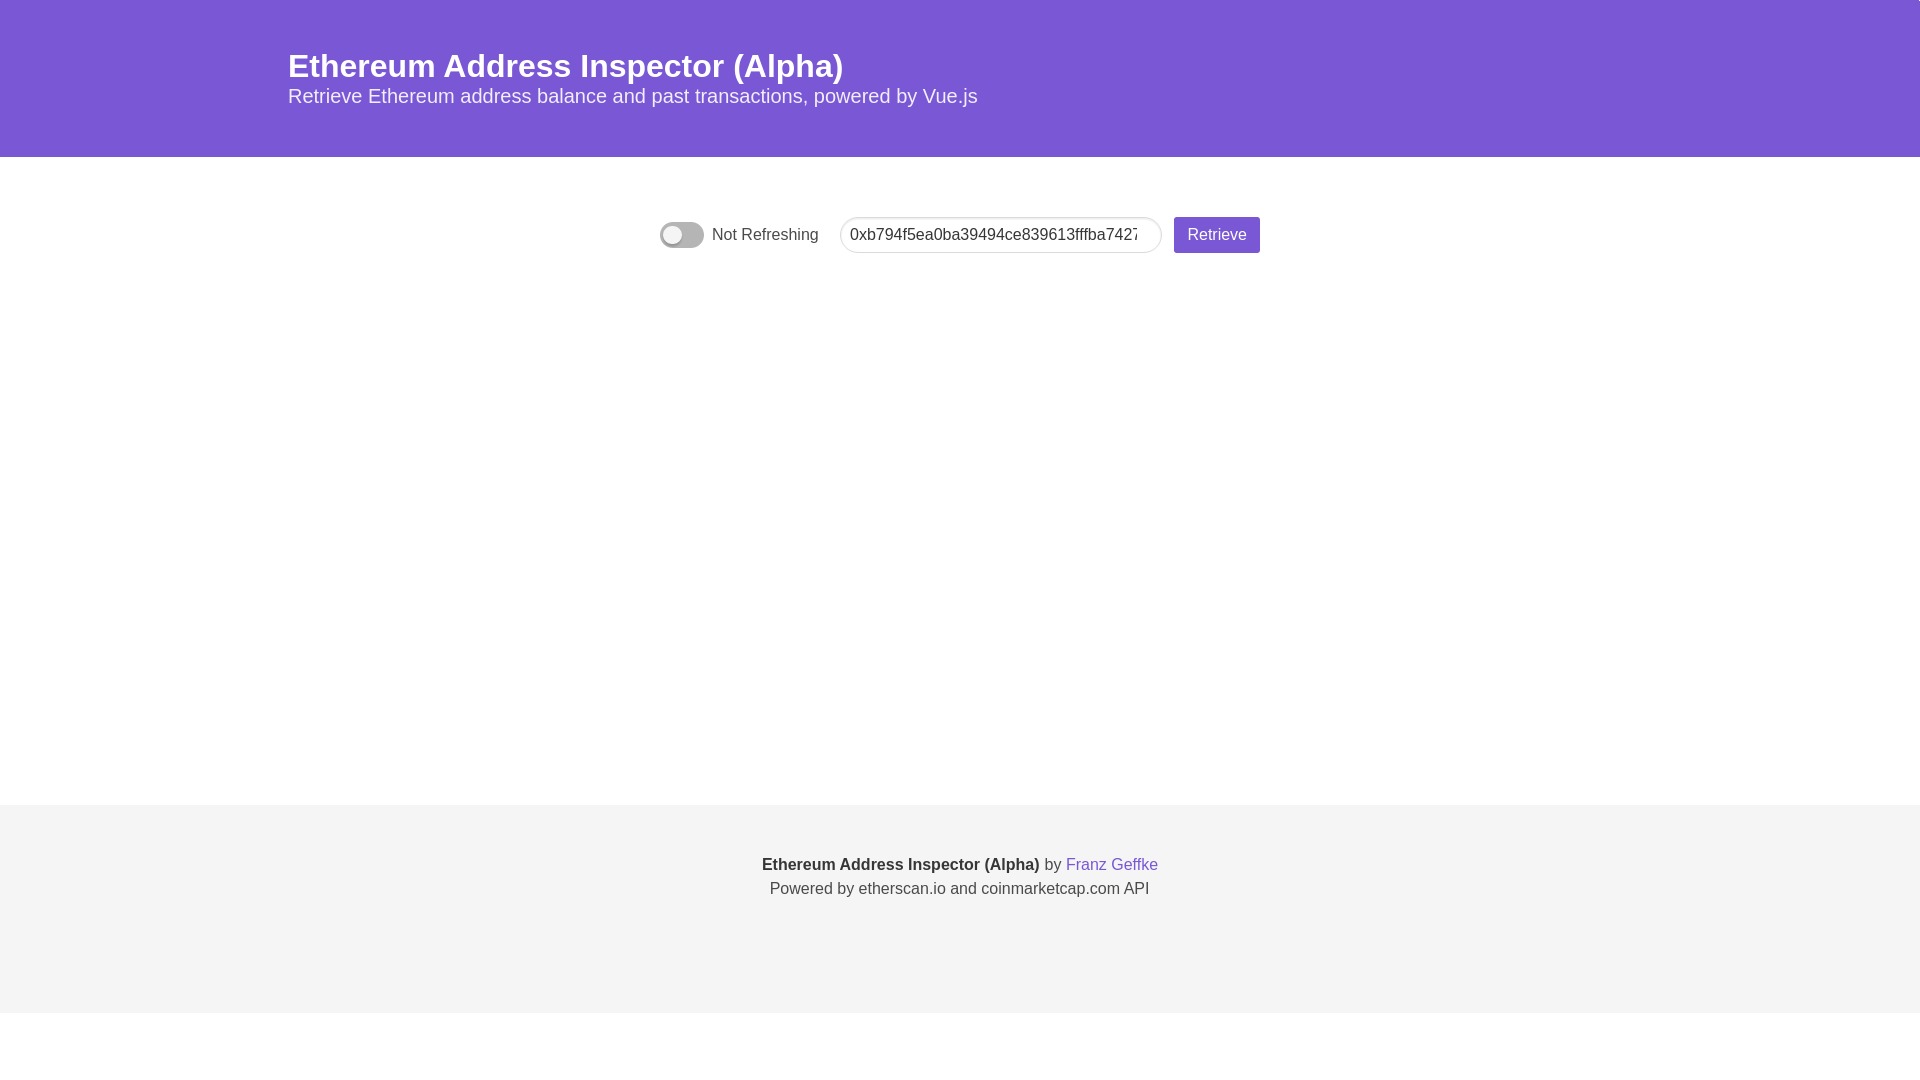 Ethereum Address Inspector (Alpha)
Retrieve Ethereum address balance and past transactions, powered by Vue.js
Not Refreshing
0xb794f5ea0ba39494ce839613fffba7427
Retrieve
Ethereum Address Inspector (Alpha) by Franz Geffke
Powered by etherscan.io and coinmarketcap.com API